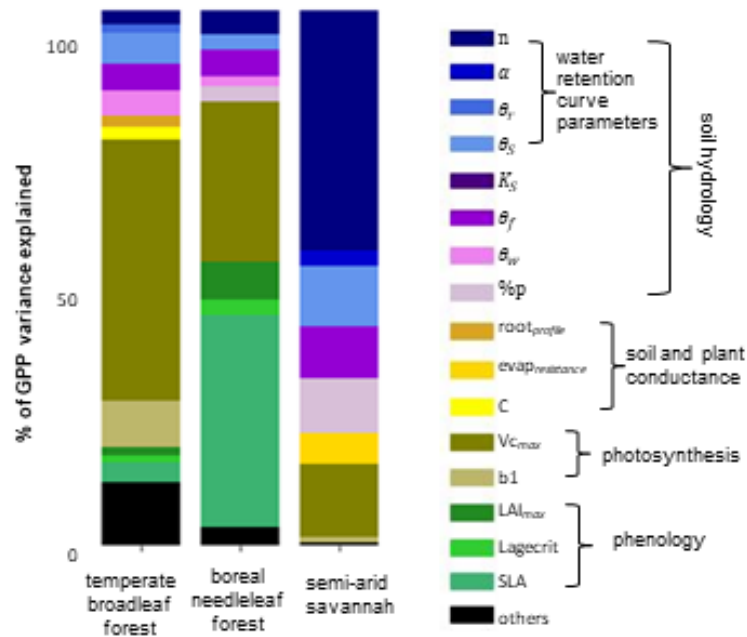 % of GPP variance explained
100
50
0
temperate
broadleaf
forest
boreal
needleleaf
forest
semi-arid
savannah
n
α
θr
θS
KS
θf
θw
%p
rootprofile
evapresistance
C
Vcmax
b1
LAImax
Lagecrit
SLA
others
water
retention
curve
parameters
soil hydrology
soil and plant
conductance
photosynthesis
phenology